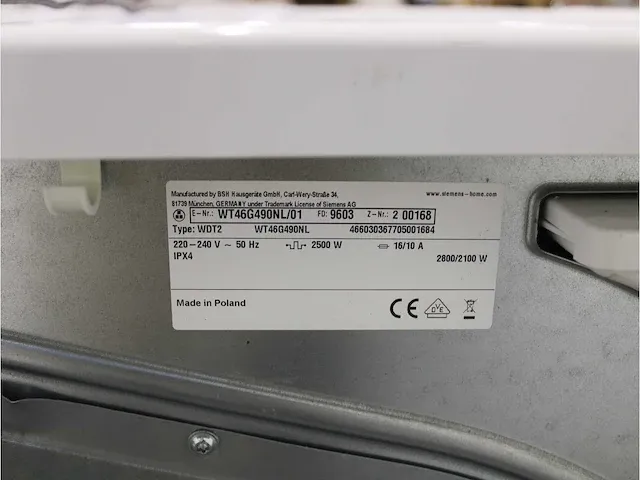 Manufactured by BSH Hausgeräte GmbH, Carl-Wery-Straße 34, www.siemens-home.com
81739 München, GERMANY under Trademark License of Siemens AG
E-Nr.: WT46G490NL/01 FD: 9603 Z-Nr.: 2 00168
Type: WDT2 WT46G490NL 466030367705001684
220-240 V ~ 50 Hz 2500 W 16/10 A
IPX4 2800/2100 W
Made in Poland CE DVE